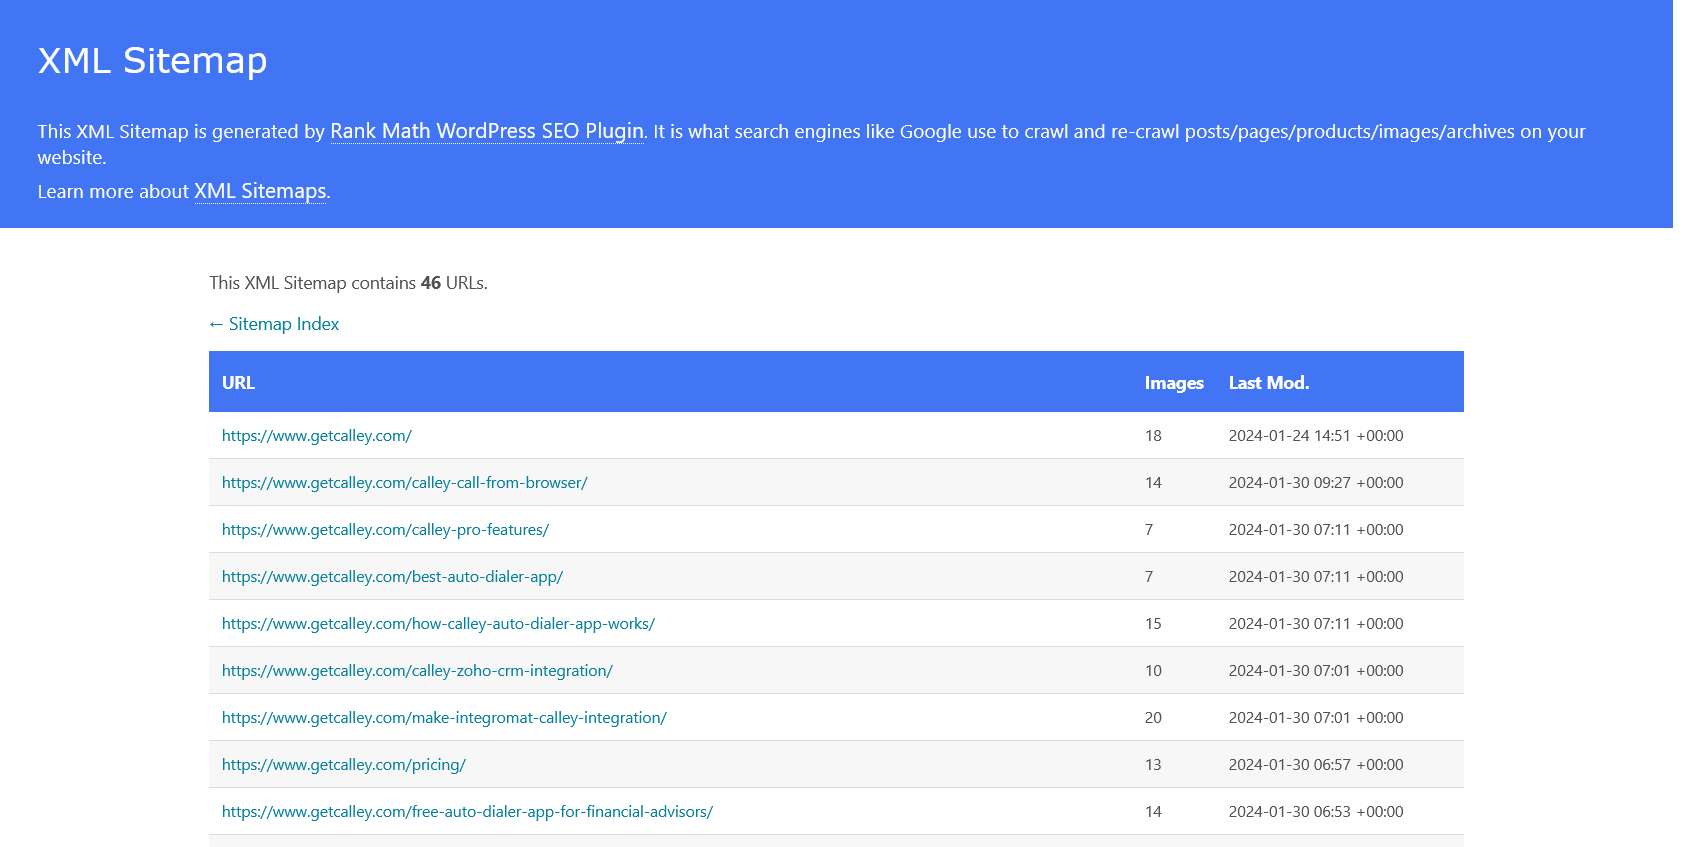 XML Sitemap
This XML Sitemap is generated by Rank Math WordPress SEO Plugin. It is what search engines like Google use to crawl and re-crawl posts/pages/products/images/archives on your
website.
Learn more about XML Sitemaps.
This XML Sitemap contains 46 URLs.
← Sitemap Index
URL Images Last Mod.
https://www.getcalley.com/ 18 2024-01-24 14:51 +00:00
https://www.getcalley.com/calley-call-from-browser/ 14 2024-01-30 09:27 +00:00
https://www.getcalley.com/calley-pro-features/ 7 2024-01-30 07:11 +00:00
https://www.getcalley.com/best-auto-dialer-app/ 7 2024-01-30 07:11 +00:00
https://www.getcalley.com/how-calley-auto-dialer-app-works/ 15 2024-01-30 07:11 +00:00
https://www.getcalley.com/calley-zoho-crm-integration/ 10 2024-01-30 07:01 +00:00
https://www.getcalley.com/make-integromat-calley-integration/ 20 2024-01-30 07:01 +00:00
https://www.getcalley.com/pricing/ 13 2024-01-30 06:57 +00:00
https://www.getcalley.com/free-auto-dialer-app-for-financial-advisors/ 14 2024-01-30 06:53 +00:00